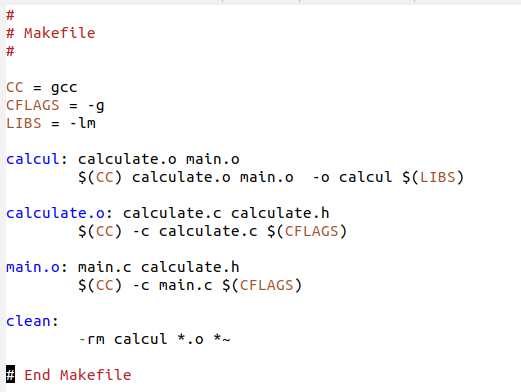 #
# Makefile
#
CC = gcc
CFLAGS = -g
LIBS = -lm
calcul: calculate.o main.o
$(CC) calculate.o main.o  -o calcul $(LIBS)
calculate.o: calculate.c calculate.h
$(CC) -c calculate.c $(CFLAGS)
main.o: main.c calculate.h
$(CC) -c main.c $(CFLAGS)
clean:
-rm calcul *.o *~
# End Makefile